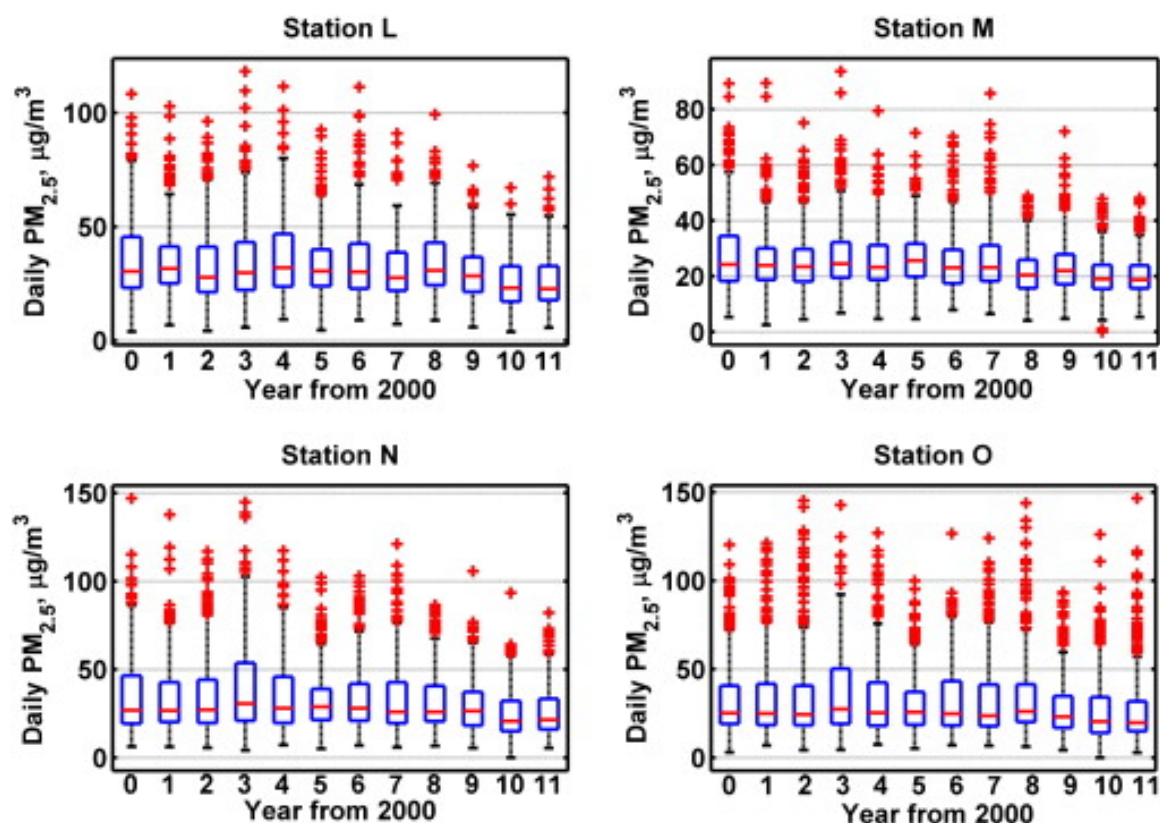 Station L
Daily PM2.5, μg/m3
100
50
0
0 1 2 3 4 5 6 7 8 9 10 11
Year from 2000
Station M
Daily PM2.5, μg/m3
80
60
40
20
0
0 1 2 3 4 5 6 7 8 9 10 11
Year from 2000
Station N
Daily PM2.5, μg/m3
150
100
50
0
0 1 2 3 4 5 6 7 8 9 10 11
Year from 2000
Station O
Daily PM2.5, μg/m3
150
100
50
0
0 1 2 3 4 5 6 7 8 9 10 11
Year from 2000